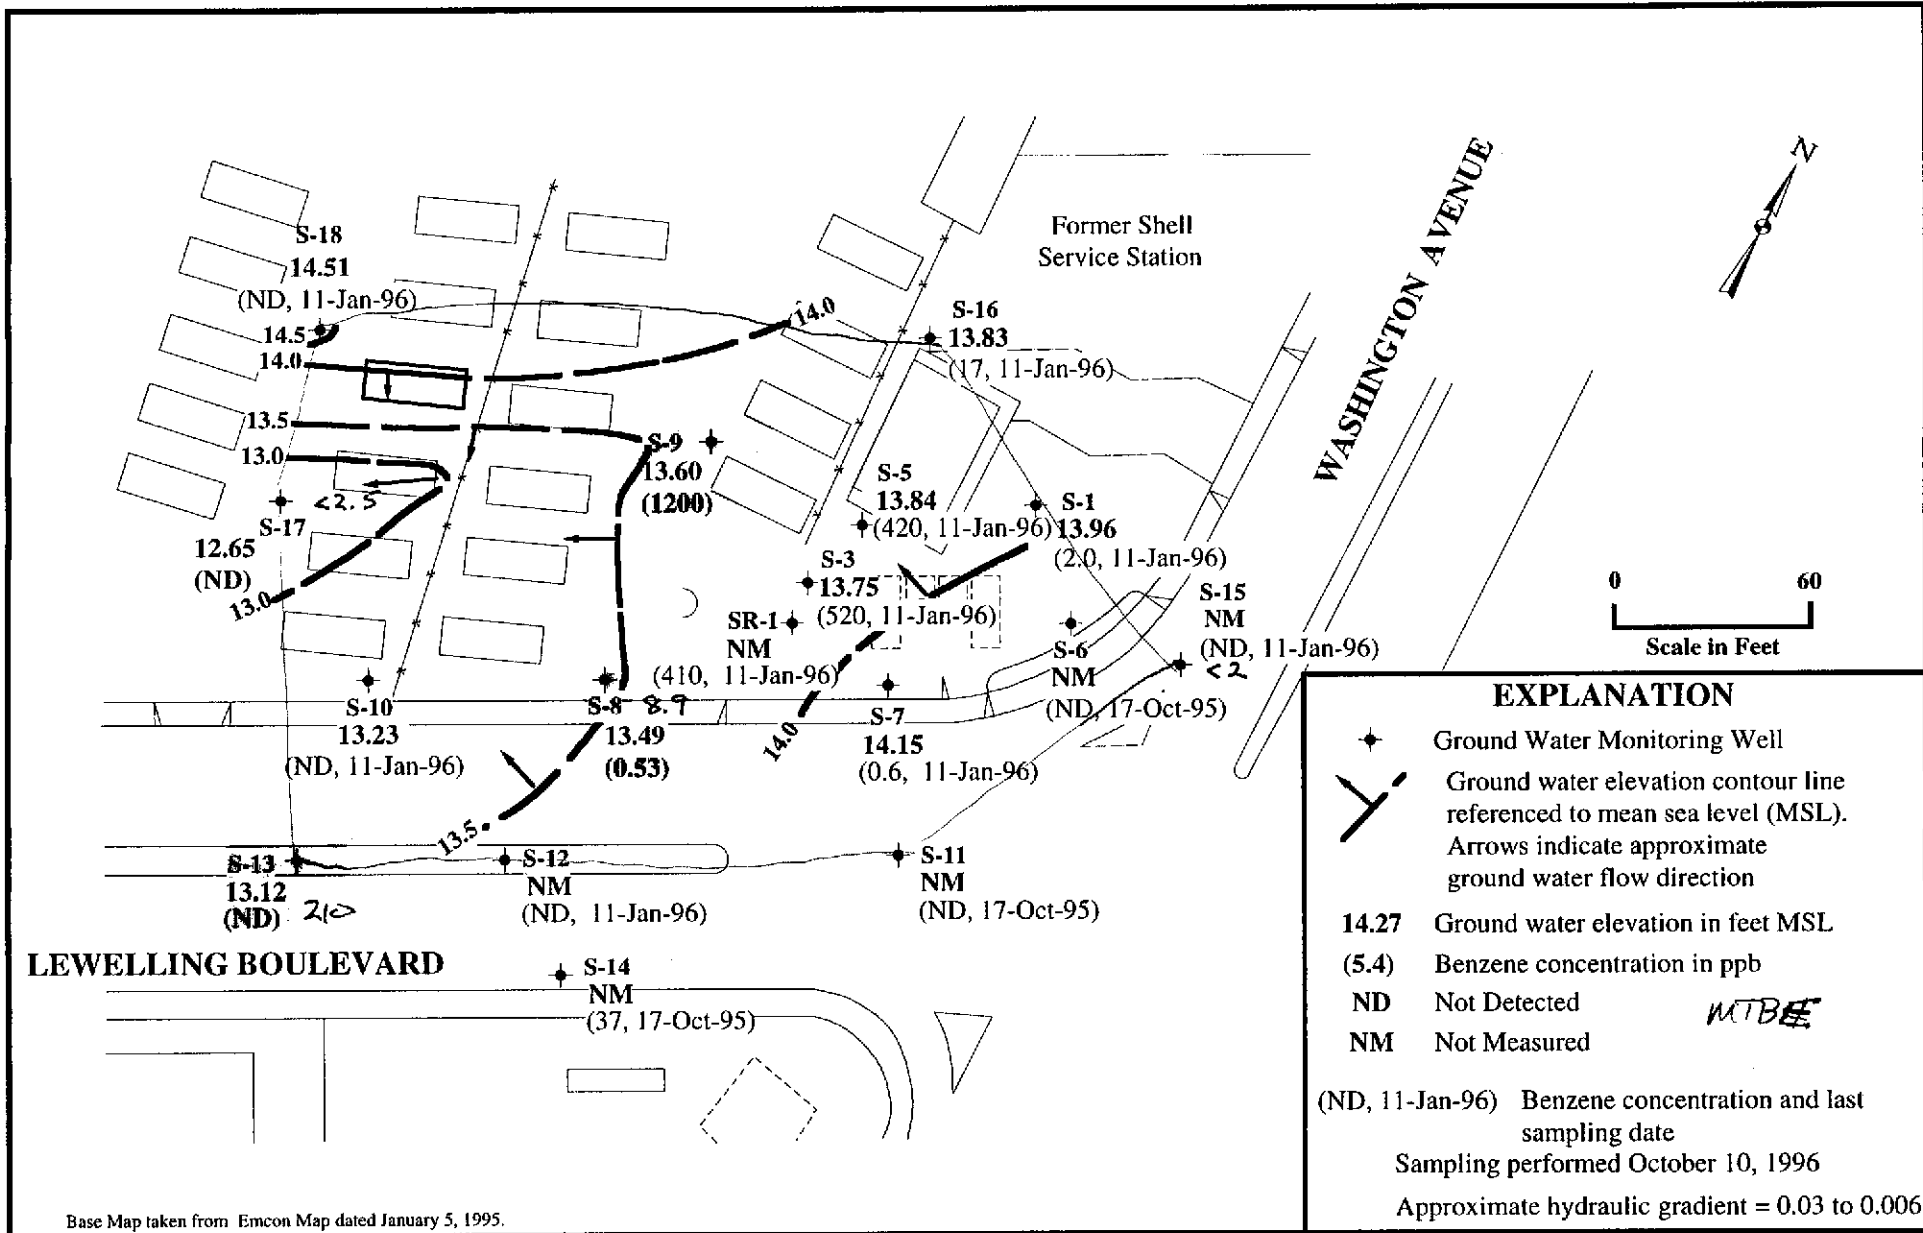 Former Shell
Service Station
WASHINGTON AVENUE
N
S-18
14.51
(ND, 11-Jan-96)
14.5
14.0
14.0
S-16
13.83
(17, 11-Jan-96)
13.5
13.0
S-9
13.60
(1200)
S-5
13.84
(420, 11-Jan-96)
S-1
13.96
(2.0, 11-Jan-96)
<2.5
S-17
12.65
(ND)
13.0
S-3
13.75
(520, 11-Jan-96)
SR-1
NM
(410, 11-Jan-96)
S-15
NM
(ND, 11-Jan-96)
<2
S-6
NM
(ND, 17-Oct-95)
0 60
Scale in Feet
S-10
13.23
(ND, 11-Jan-96)
S-8 8.9
13.49
(0.53)
14.0
S-7
14.15
(0.6, 11-Jan-96)
13.5
S-13
13.12
(ND) 210
S-12
NM
(ND, 11-Jan-96)
S-11
NM
(ND, 17-Oct-95)
LEWELLING BOULEVARD
S-14
NM
(37, 17-Oct-95)
EXPLANATION
Ground Water Monitoring Well
Ground water elevation contour line
referenced to mean sea level (MSL).
Arrows indicate approximate
ground water flow direction
14.27 Ground water elevation in feet MSL
(5.4) Benzene concentration in ppb
ND Not Detected
MTBE
NM Not Measured
(ND, 11-Jan-96) Benzene concentration and last
sampling date
Sampling performed October 10, 1996
Approximate hydraulic gradient = 0.03 to 0.006
Base Map taken from Emcon Map dated January 5, 1995.